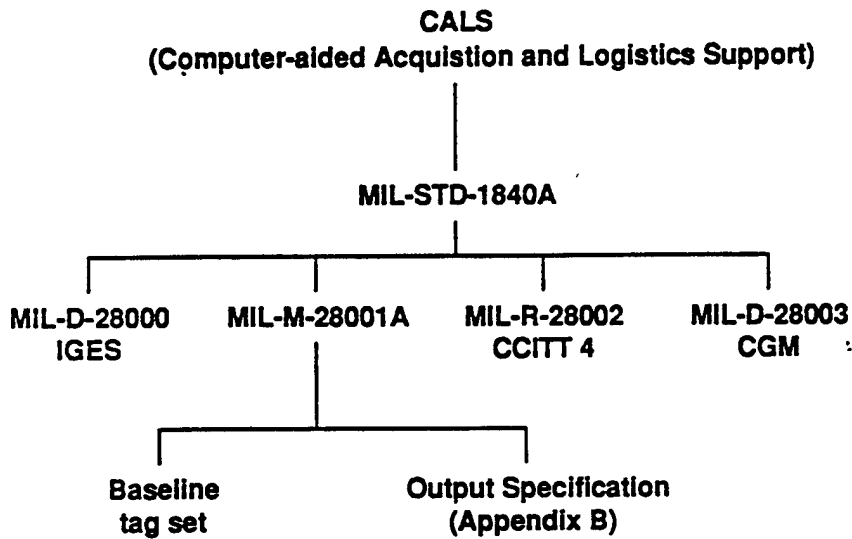 CALS
(Computer-aided Acquistion and Logistics Support)
MIL-STD-1840A
MIL-D-28000 MIL-M-28001A MIL-R-28002 MIL-D-28003
IGES CCITT 4 CGM
Baseline Output Specification
tag set (Appendix B)